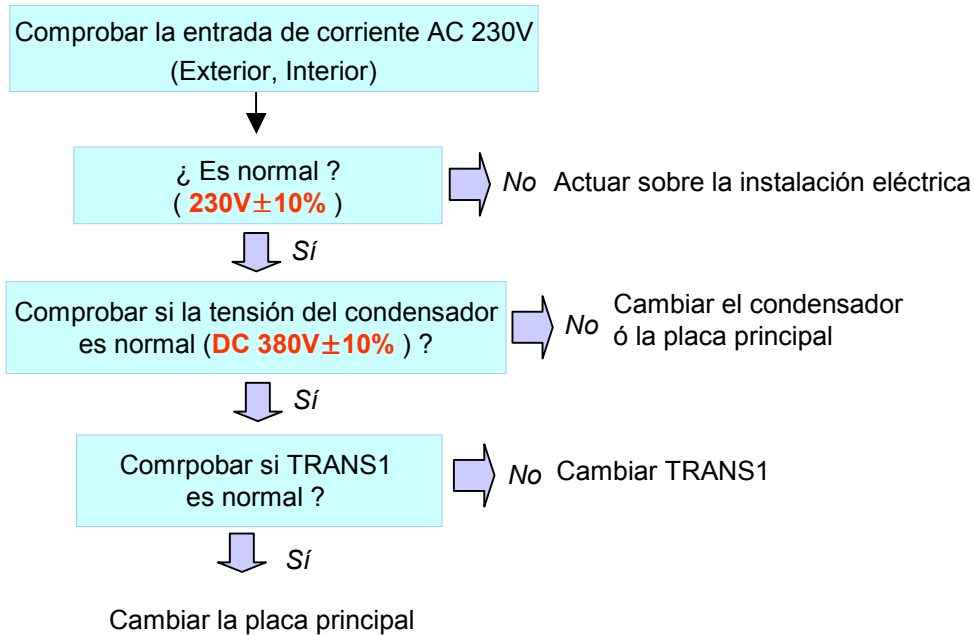 Comprobar la entrada de corriente AC 230V
(Exterior, Interior)
¿ Es normal ?
( 230V±10% )
No Actuar sobre la instalación eléctrica
Sí
Comprobar si la tensión del condensador
es normal (DC 380V±10% ) ?
No
Cambiar el condensador
ó la placa principal
Sí
Comrpobar si TRANS1
es normal ?
No Cambiar TRANS1
Sí
Cambiar la placa principal